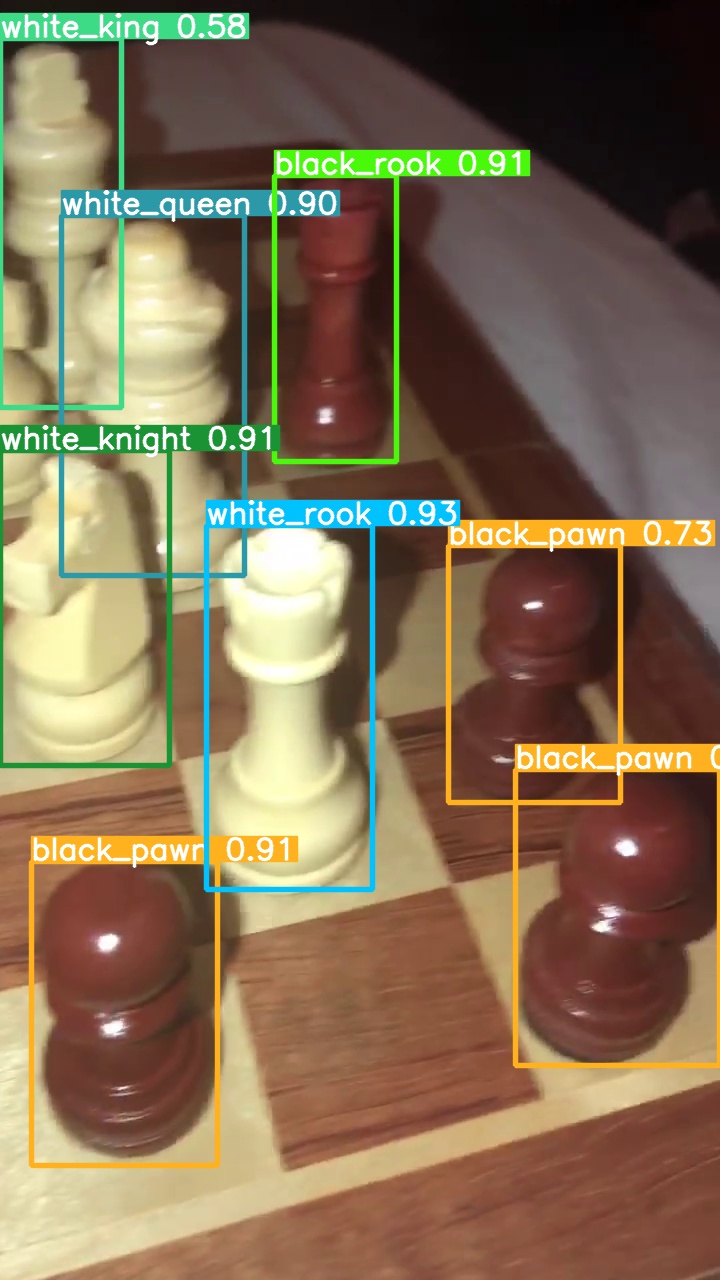 white_king 0.58
black_rook 0.91
white_queen 0.90
white_knight 0.91
white_rook 0.93
black_pawn 0.73
black_pawn
black_pawn 0.91